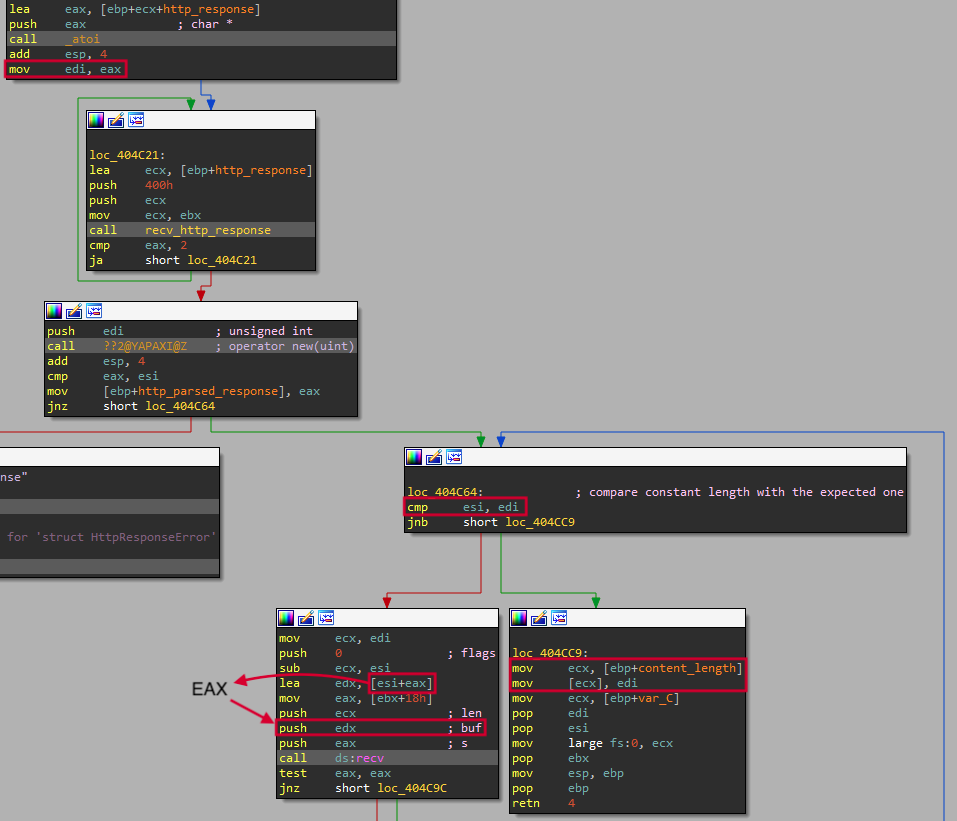 lea eax, [ebp+ecx+http_response]
push eax ; char *
call _atoi
add esp, 4
mov edi, eax
loc_404C21:
lea ecx, [ebp+http_response]
push 400h
push ecx
mov ecx, ebx
call recv_http_response
cmp eax, 2
ja short loc_404C21
push edi ; unsigned int
call ??2@YAPAXI@Z ; operator new(uint)
add esp, 4
cmp eax, esi
mov [ebp+http_parsed_response], eax
jnz short loc_404C64
nse"
for 'struct HttpResponseError'
loc_404C64: ; compare constant length with the expected one
cmp esi, edi
jnb short loc_404CC9
EAX
mov ecx, edi
push 0 ; flags
sub ecx, esi
lea edx, [esi+eax]
mov eax, [ebx+18h]
push ecx ; len
push edx ; buf
push eax ; s
call ds:recv
test eax, eax
jnz short loc_404C9C
loc_404CC9:
mov ecx, [ebp+content_length]
mov [ecx], edi
mov ecx, [ebp+var_C]
pop edi
pop esi
mov large fs:0, ecx
pop ebx
mov esp, ebp
pop ebp
retn 4